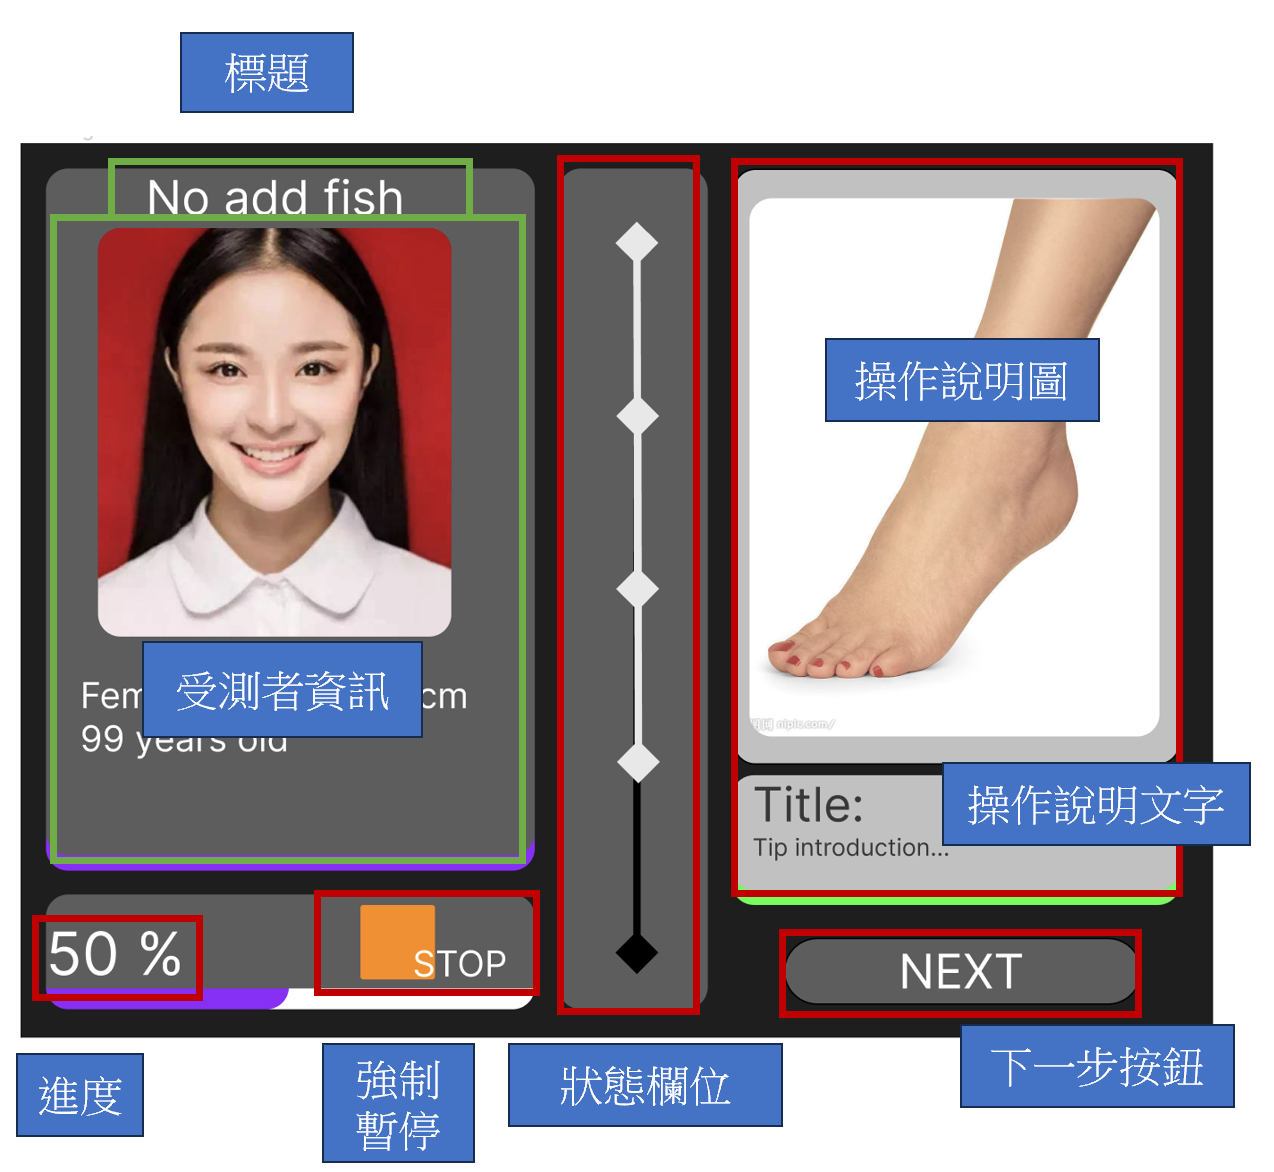 標題
No add fish
操作說明圖
受測者資訊
Fem cm
99 years old
nipic.com/
Title:
操作說明文字
Tip introduction...
50 %
STOP
NEXT
進度
強制
暫停
狀態欄位
下一步按鈕